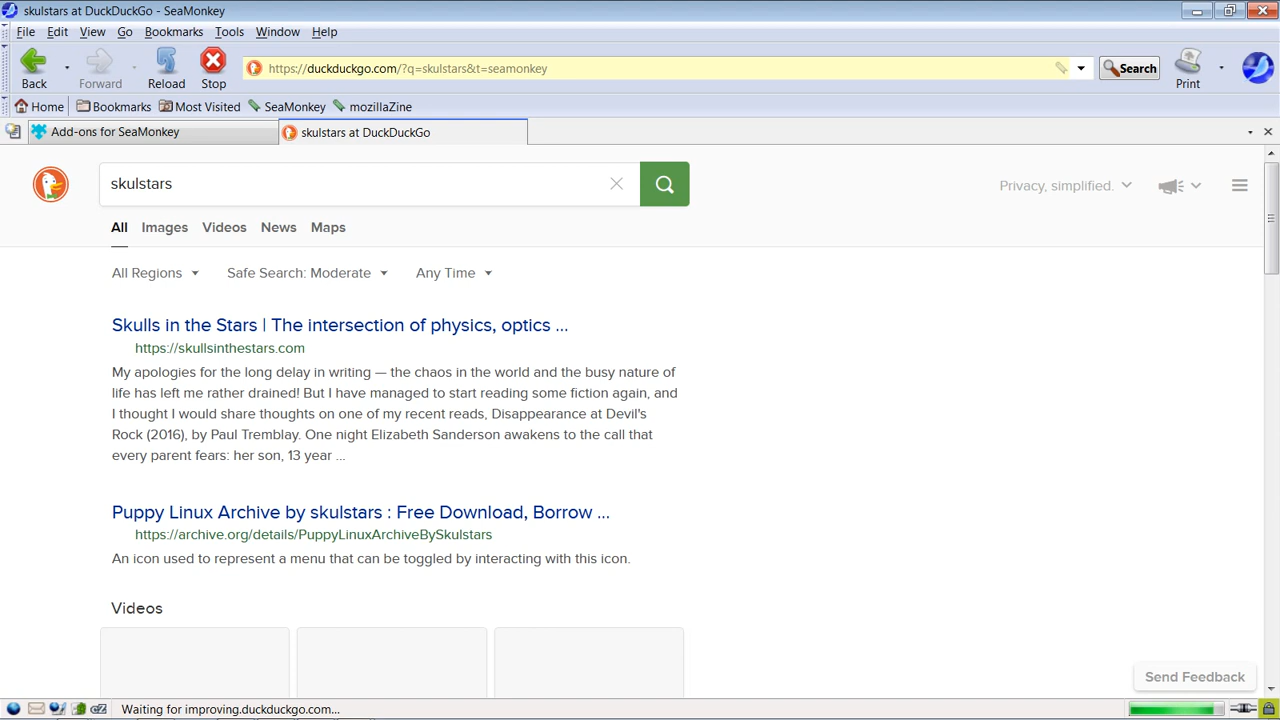 skulstars at DuckDuckGo - SeaMonkey
File Edit View Go Bookmarks Tools Window Help
Back Forward Reload Stop https://duckduckgo.com/?q=skulstars&t=seamonkey Search Print
Home Bookmarks Most Visited SeaMonkey mozillaZine
Add-ons for SeaMonkey skulstars at DuckDuckGo
skulstars
Privacy, simplified.
All Images Videos News Maps
All Regions Safe Search: Moderate Any Time
Skulls in the Stars | The intersection of physics, optics ...
https://skullsinthestars.com
My apologies for the long delay in writing — the chaos in the world and the busy nature of
life has left me rather drained! But I have managed to start reading some fiction again, and
I thought I would share thoughts on one of my recent reads, Disappearance at Devil's
Rock (2016), by Paul Tremblay. One night Elizabeth Sanderson awakens to the call that
every parent fears: her son, 13 year ...
Puppy Linux Archive by skulstars : Free Download, Borrow ...
https://archive.org/details/PuppyLinuxArchiveBySkulstars
An icon used to represent a menu that can be toggled by interacting with this icon.
Videos
Send Feedback
Waiting for improving.duckduckgo.com...